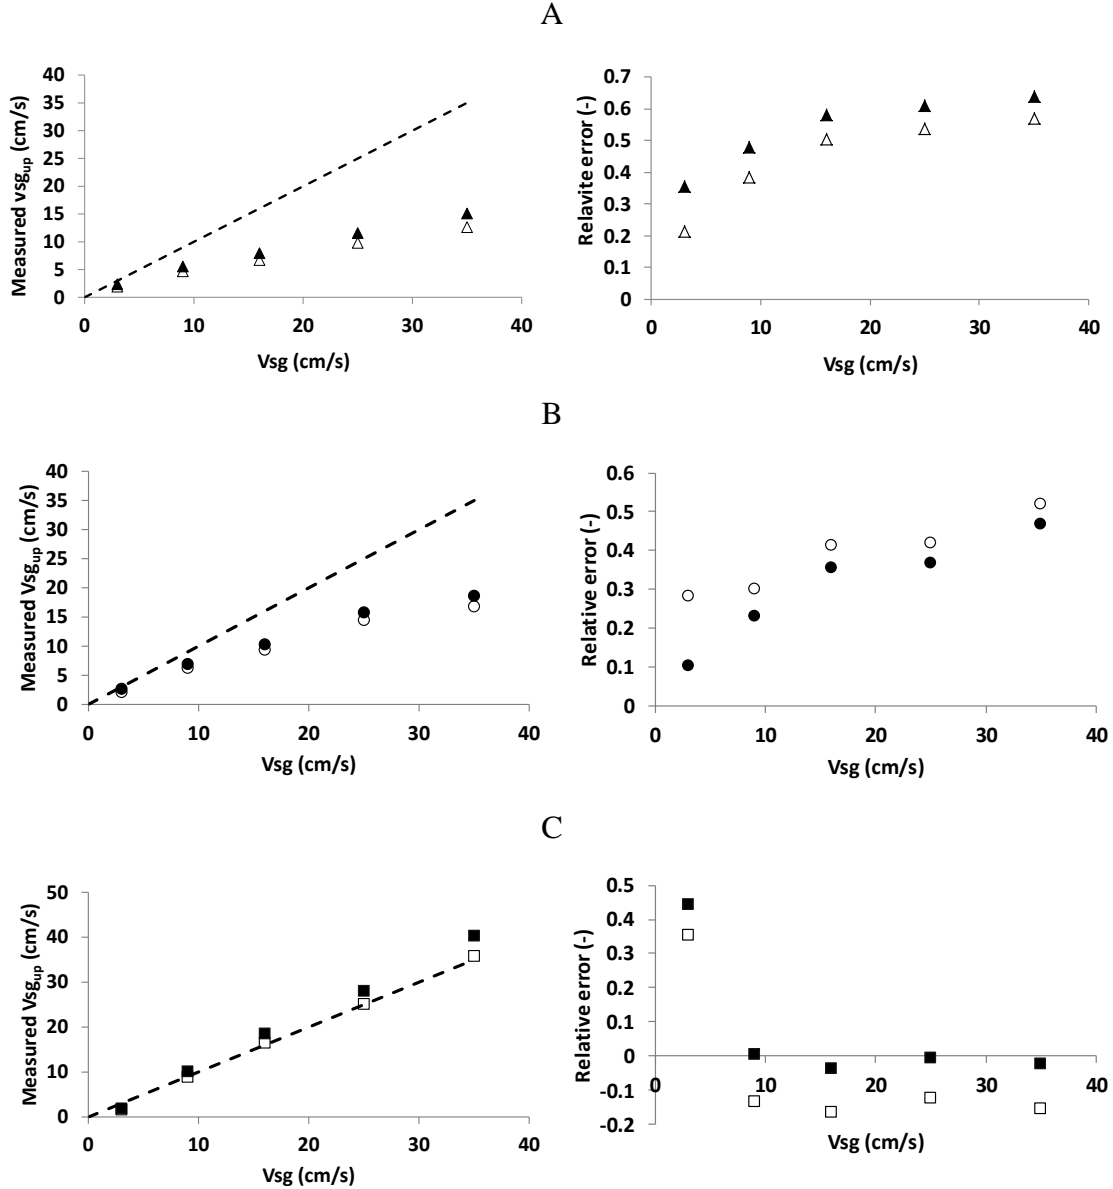 A
Measured vsg_up (cm/s)
40
35
30
25
20
15
10
5
0
0 10 20 30 40
Vsg (cm/s)
Relavite error (-)
0.7
0.6
0.5
0.4
0.3
0.2
0.1
0
0 10 20 30 40
Vsg (cm/s)
B
Measured Vsg_up (cm/s)
40
35
30
25
20
15
10
5
0
0 10 20 30 40
Vsg (cm/s)
Relative error (-)
0.6
0.5
0.4
0.3
0.2
0.1
0
0 10 20 30 40
Vsg (cm/s)
C
Measured Vsg_up (cm/s)
50
40
30
20
10
0
0 10 20 30 40
Vsg (cm/s)
Relative error (-)
0.5
0.4
0.3
0.2
0.1
0
-0.1
-0.2
0 10 20 30 40
Vsg (cm/s)